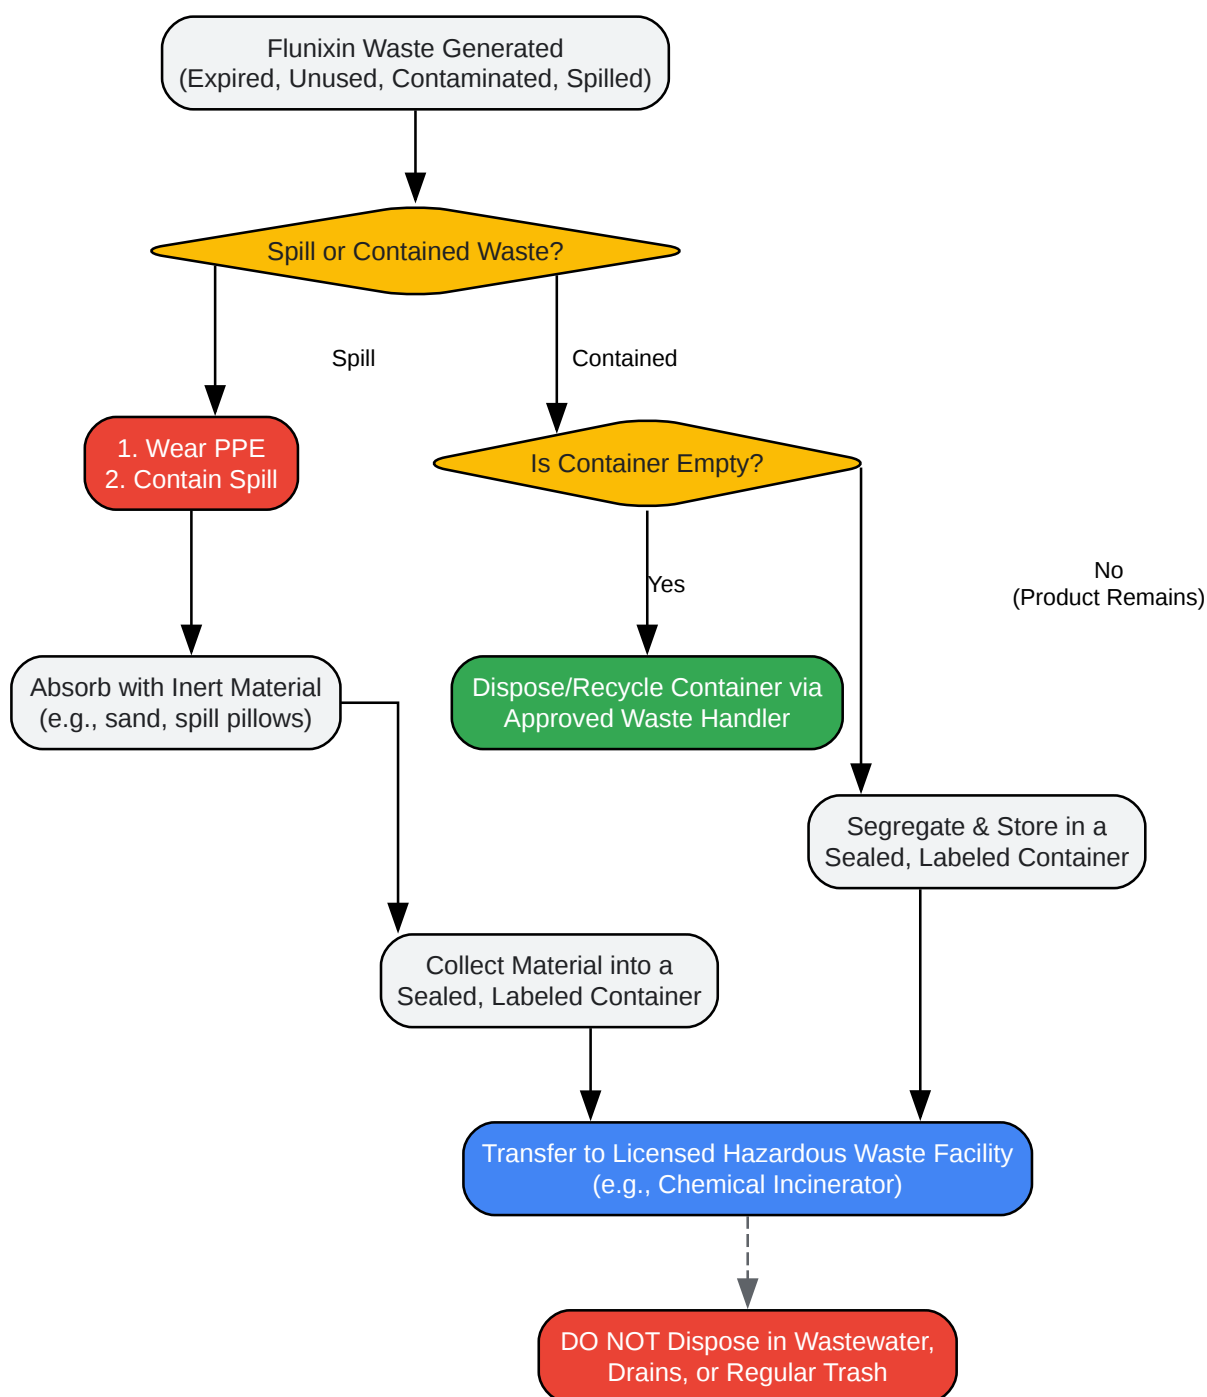 Flunixin Waste Generated
(Expired, Unused, Contaminated, Spilled)
Spill or Contained Waste?
Spill
Contained
1. Wear PPE
2. Contain Spill
Is Container Empty?
Yes
No
(Product Remains)
Absorb with Inert Material
(e.g., sand, spill pillows)
Dispose/Recycle Container via
Approved Waste Handler
Segregate & Store in a
Sealed, Labeled Container
Collect Material into a
Sealed, Labeled Container
Transfer to Licensed Hazardous Waste Facility
(e.g., Chemical Incinerator)
DO NOT Dispose in Wastewater,
Drains, or Regular Trash